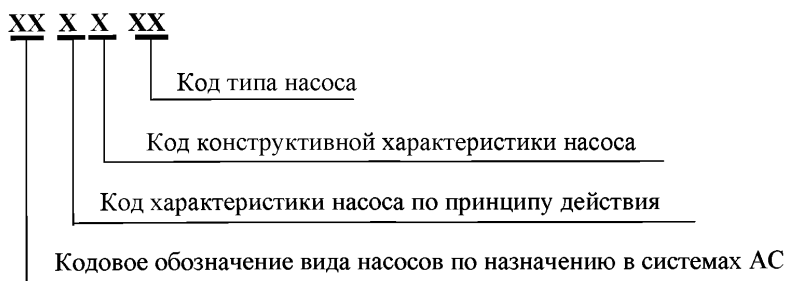 XX X X XX
Код типа насоса
Код конструктивной характеристики насоса
Код характеристики насоса по принципу действия
Кодовое обозначение вида насосов по назначению в системах АС